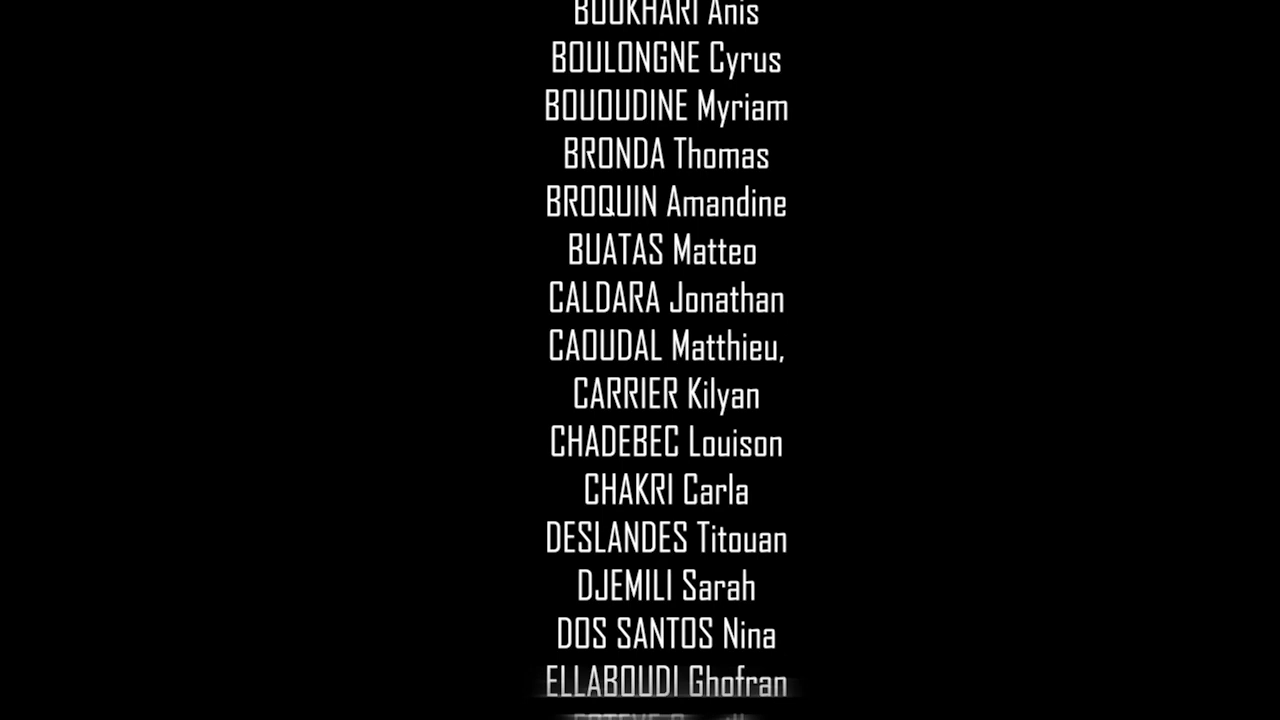 BOUKHARI Anis
BOULONGNE Cyrus
BOUOUDINE Myriam
BRONDA Thomas
BROQUIN Amandine
BUATAS Matteo
CALDARA Jonathan
CAOUDAL Matthieu,
CARRIER Kilyan
CHADEBEC Louison
CHAKRI Carla
DESLANDES Titouan
DJEMILI Sarah
DOS SANTOS Nina
ELLABOUDI Ghofran